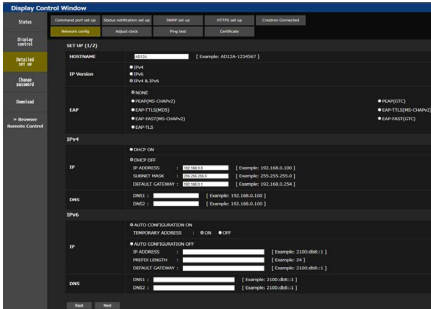 Display Control Window
Status
Display control
Detailed set up
Change password
Download
» Browser Remote Control
Command port set up
Status notification set up
SNMP set up
HTTPS set up
Crestron Connected
Network config
Adjust clock
Ping test
Certificate
SET UP (1/2)
HOSTNAME
[ Example: AD12A-1234567 ]
IP Version
IPv4
IPv6
IPv4 & IPv6
EAP
NONE
PEAP(MS-CHAPv2)
PEAP(GTC)
EAP-TTLS(MD5)
EAP-TTLS(MS-CHAPv2)
EAP-FAST(MS-CHAPv2)
EAP-FAST(GTC)
EAP-TLS
IPv4
IP
DHCP ON
DHCP OFF
IP ADDRESS : [ Example: 192.168.0.100 ]
SUBNET MASK : [ Example: 255.255.255.0 ]
DEFAULT GATEWAY : [ Example: 192.168.0.254 ]
DNS
DNS1 : [ Example: 192.168.0.100 ]
DNS2 : [ Example: 192.168.0.100 ]
IPv6
IP
AUTO CONFIGURATION ON
TEMPORARY ADDRESS : ON OFF
AUTO CONFIGURATION OFF
IP ADDRESS : [ Example: 2100:db8::1 ]
PREFIX LENGTH : [ Example: 24 ]
DEFAULT GATEWAY : [ Example: 2100:db8::1 ]
DNS
DNS1 : [ Example: 2100:db8::1 ]
DNS2 : [ Example: 2100:db8::1 ]
Back
Next